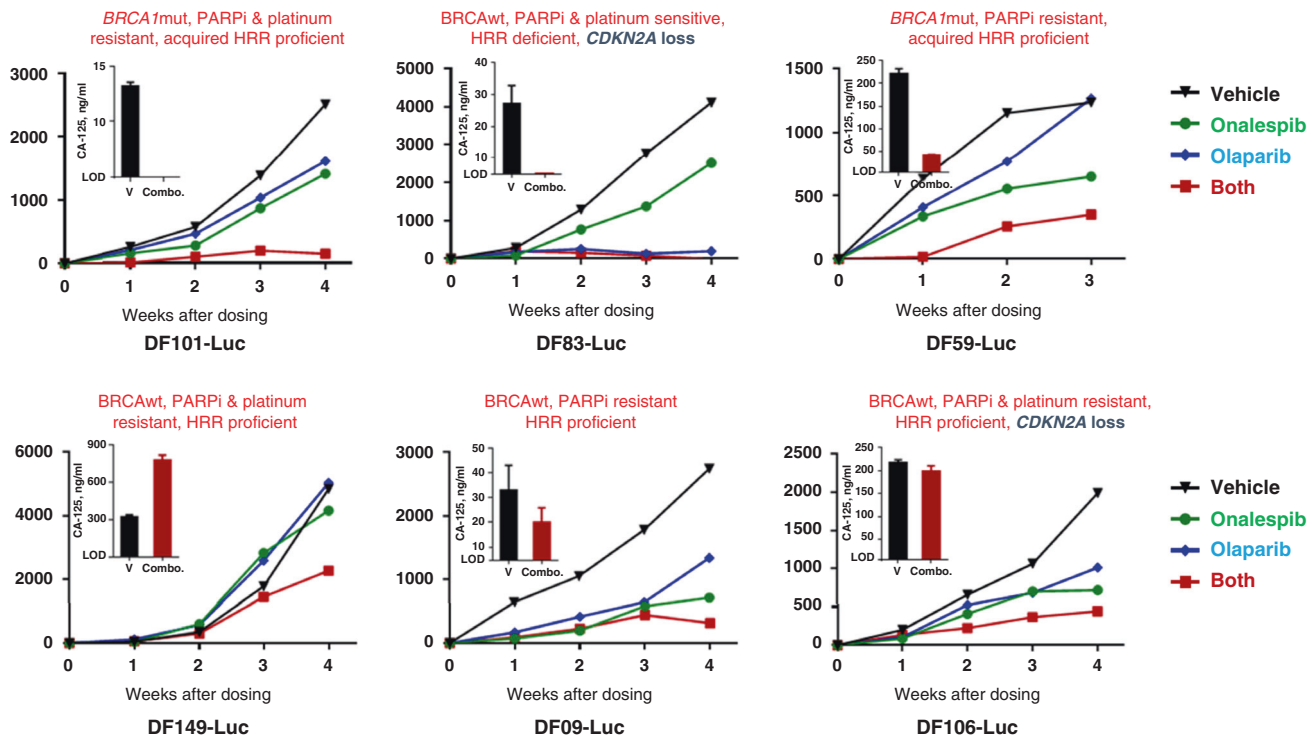 BRCA1mut, PARPi & platinum
resistant, acquired HRR proficient
3000
2000
1000
0
15
10
LOD
CA-125, ng/ml
V Combo.
0 1 2 3 4
Weeks after dosing
DF101-Luc
BRCAwt, PARPi & platinum sensitive,
HRR deficient, CDKN2A loss
5000
4000
3000
2000
1000
0
40
30
20
10
LOD
CA-125, ng/ml
V Combo.
0 1 2 3 4
Weeks after dosing
DF83-Luc
BRCA1mut, PARPi resistant,
acquired HRR proficient
1500
1000
500
0
250
200
150
100
50
LOD
CA-125, ng/ml
V Combo.
0 1 2 3
Weeks after dosing
DF59-Luc
Vehicle
Onalespib
Olaparib
Both
BRCAwt, PARPi & platinum
resistant, HRR proficient
6000
4000
2000
0
900
600
300
LOD
CA-125, ng/ml
V Combo.
0 1 2 3 4
Weeks after dosing
DF149-Luc
BRCAwt, PARPi resistant
HRR proficient
3000
2000
1000
0
50
40
30
20
10
LOD
CA-125, ng/ml
V Combo.
0 1 2 3 4
Weeks after dosing
DF09-Luc
BRCAwt, PARPi & platinum resistant,
HRR proficient, CDKN2A loss
2500
2000
1500
1000
500
0
250
200
150
100
50
LOD
CA-125, ng/ml
V Combo.
0 1 2 3 4
Weeks after dosing
DF106-Luc
Vehicle
Onalespib
Olaparib
Both